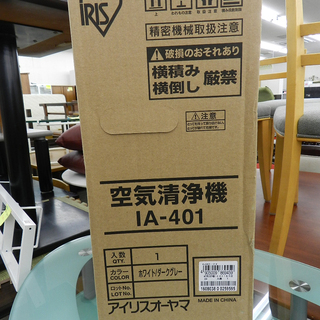 IRIS
精密機械取扱注意
破損のおそれあり
横積み
横倒し
厳禁
注意
空気清浄機
IA-401
入数
QTY.
1
カラー
COLOR
ホワイト/ダークグレー
ロットNo.
LOT No.
アイリスオーヤマ
MADE IN CHINA